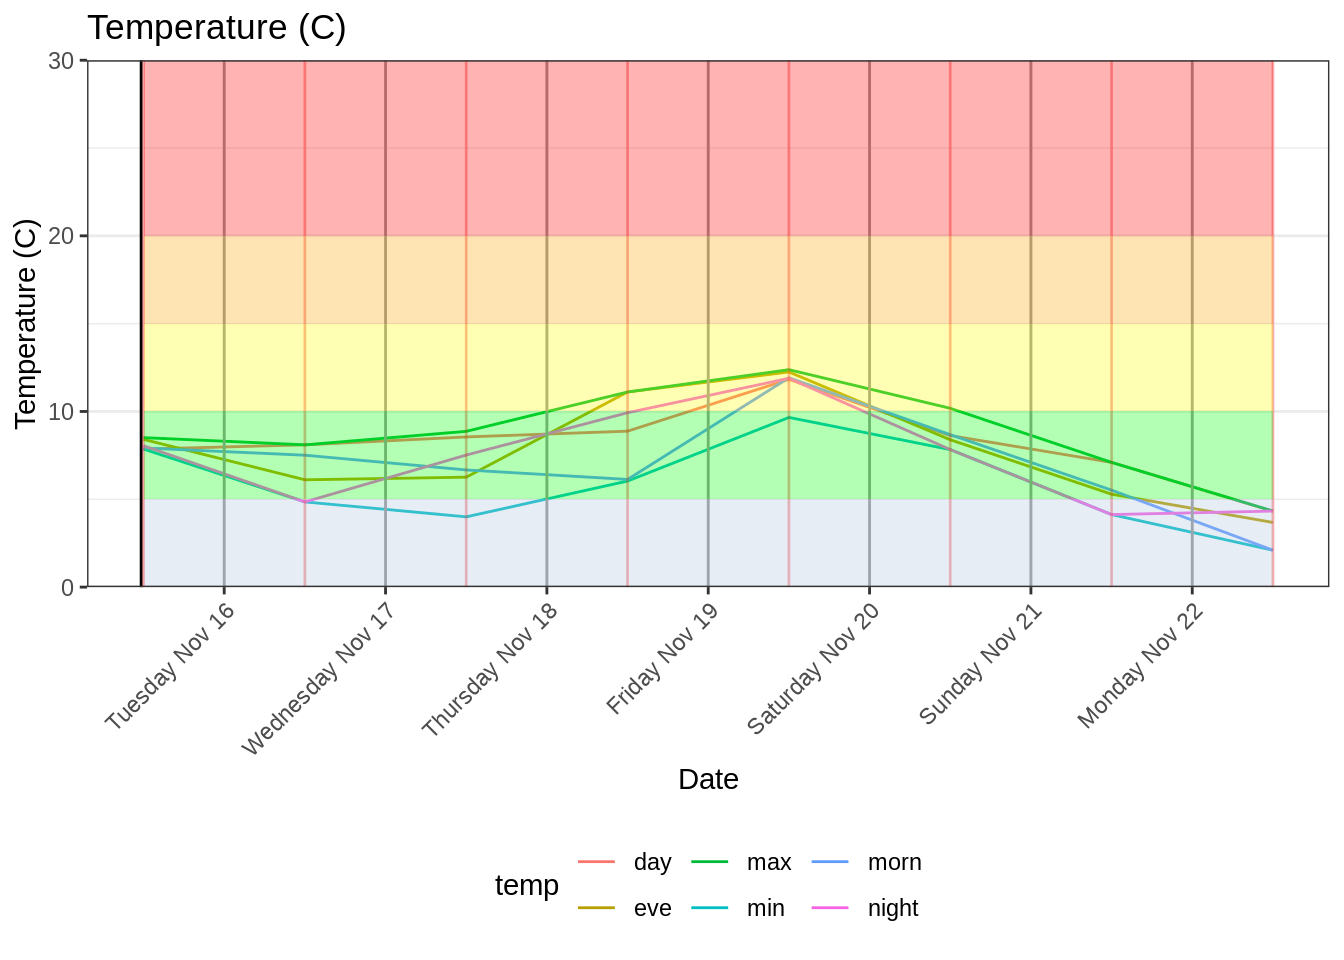 Temperature (C)
Temperature (C)
30
20
10
0
Tuesday Nov 16
Wednesday Nov 17
Thursday Nov 18
Friday Nov 19
Saturday Nov 20
Sunday Nov 21
Monday Nov 22
Date
temp
day max morn
eve min night